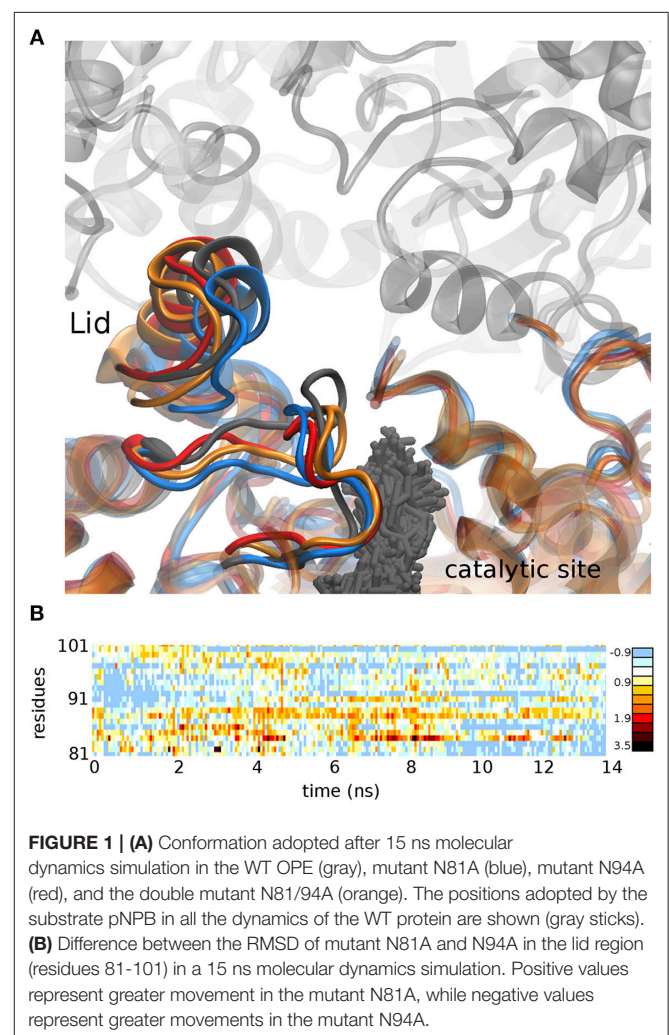 A
Lid
catalytic site
B
101
91
81
residues
0 2 4 6 8 10 12 14
time (ns)
-0.9
0.9
1.9
3.5
FIGURE 1 | (A) Conformation adopted after 15 ns molecular
dynamics simulation in the WT OPE (gray), mutant N81A (blue), mutant N94A
(red), and the double mutant N81/94A (orange). The positions adopted by the
substrate pNPB in all the dynamics of the WT protein are shown (gray sticks).
(B) Difference between the RMSD of mutant N81A and N94A in the lid region
(residues 81-101) in a 15 ns molecular dynamics simulation. Positive values
represent greater movement in the mutant N81A, while negative values
represent greater movements in the mutant N94A.